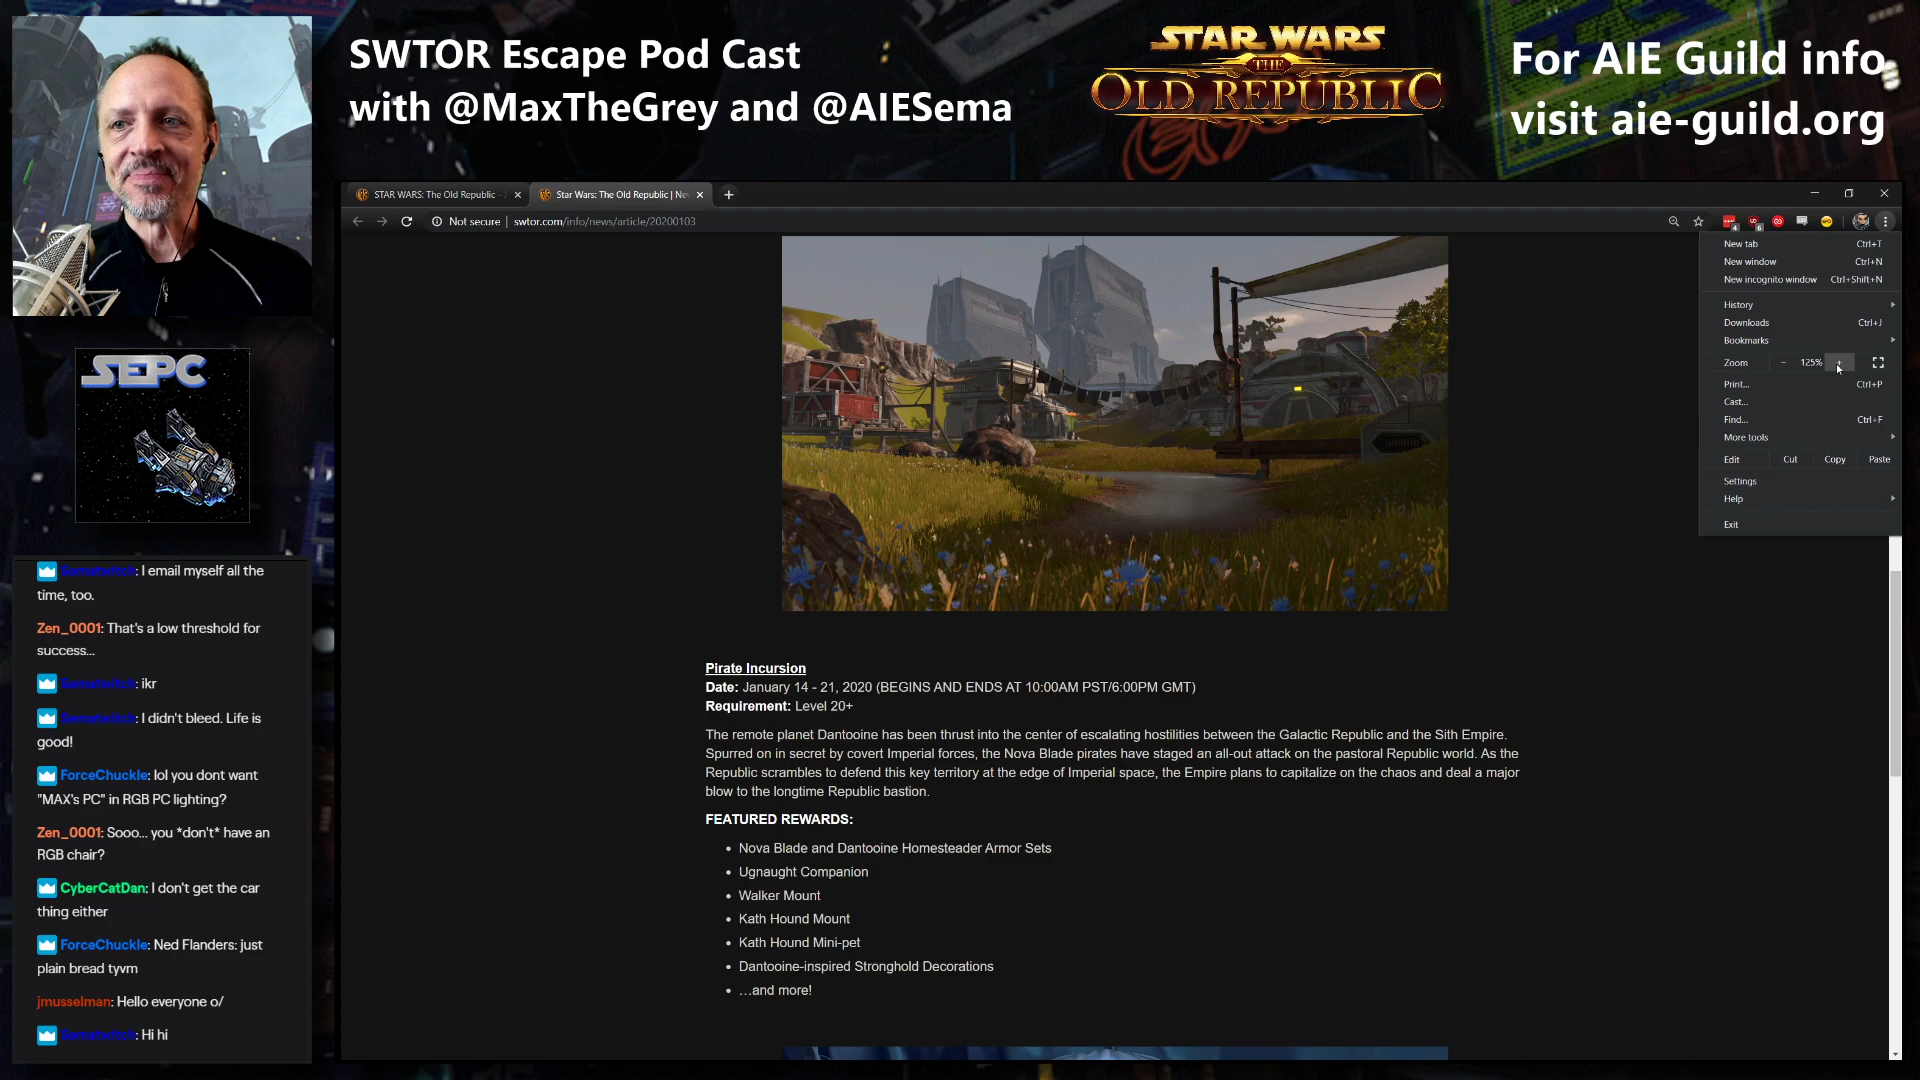 SWTOR Escape Pod Cast
with @MaxTheGrey and @AIESema
STAR WARS
THE
OLD REPUBLIC
For AIE Guild info
visit aie-guild.org
STAR WARS: The Old Republic -
Star Wars: The Old Republic | Ne
Not secure | swtor.com/info/news/article/20200103
New tab Ctrl+T
New window Ctrl+N
New incognito window Ctrl+Shift+N
History
Downloads Ctrl+J
Bookmarks
Zoom − 125% +
Print... Ctrl+P
Cast...
Find... Ctrl+F
More tools
Edit Cut Copy Paste
Settings
Help
Exit
SEPC
Sematwitch: I email myself all the
time, too.
Zen_0001: That's a low threshold for
success...
Sematwitch: ikr
Sematwitch: I didn't bleed. Life is
good!
ForceChuckle: lol you dont want
"MAX's PC" in RGB PC lighting?
Zen_0001: Sooo... you *don't* have an
RGB chair?
CyberCatDan: I don't get the car
thing either
ForceChuckle: Ned Flanders: just
plain bread tyvm
jmusselman: Hello everyone o/
Sematwitch: Hi hi
Pirate Incursion
Date: January 14 - 21, 2020 (BEGINS AND ENDS AT 10:00AM PST/6:00PM GMT)
Requirement: Level 20+
The remote planet Dantooine has been thrust into the center of escalating hostilities between the Galactic Republic and the Sith Empire.
Spurred on in secret by covert Imperial forces, the Nova Blade pirates have staged an all-out attack on the pastoral Republic world. As the
Republic scrambles to defend this key territory at the edge of Imperial space, the Empire plans to capitalize on the chaos and deal a major
blow to the longtime Republic bastion.
FEATURED REWARDS:
• Nova Blade and Dantooine Homesteader Armor Sets
• Ugnaught Companion
• Walker Mount
• Kath Hound Mount
• Kath Hound Mini-pet
• Dantooine-inspired Stronghold Decorations
• …and more!